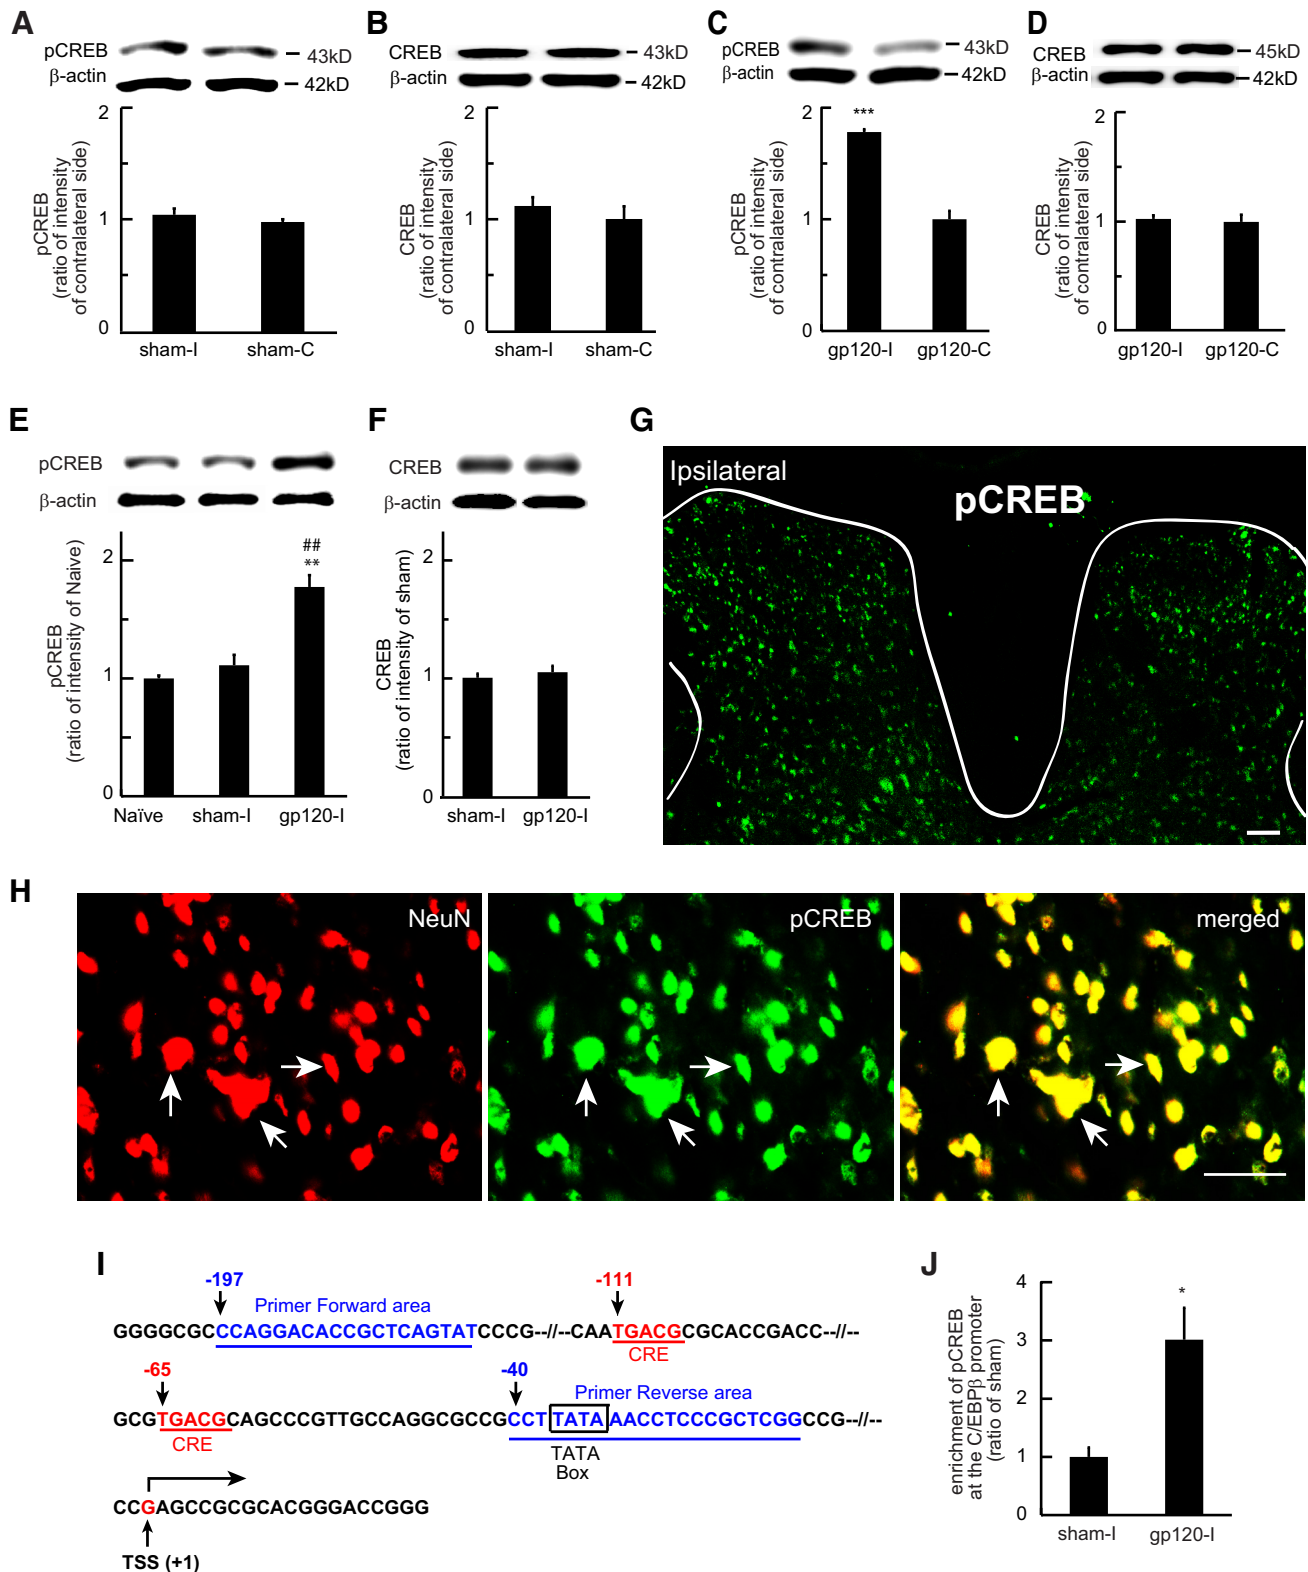 A
pCREB
43kD
β-actin
42kD
2
1
0
pCREB
(ratio of intensity
of contralateral side)
sham-I
sham-C
B
CREB
43kD
β-actin
42kD
2
1
0
CREB
(ratio of intensity
of contralateral side)
sham-I
sham-C
C
pCREB
43kD
β-actin
42kD
2
1
0
pCREB
(ratio of intensity
of contralateral side)
***
gp120-I
gp120-C
D
CREB
45kD
β-actin
42kD
2
1
0
CREB
(ratio of intensity
of contralateral side)
gp120-I
gp120-C
E
pCREB
β-actin
2
1
0
pCREB
(ratio of intensity of Naive)
##
**
Naïve
sham-I
gp120-I
F
CREB
β-actin
2
1
0
CREB
(ratio of intensity of sham)
sham-I
gp120-I
G
Ipsilateral
pCREB
H
NeuN
pCREB
merged
I
-197
-111
Primer Forward area
GGGGCGCCCAGGACACCGCTCAGTATCCCG--//--CAATGACGCGCACCGACC--//--
CRE
-65
-40
Primer Reverse area
GCGTGACGCAGCCCGTTGCCAGGCGCCGCCTTATAAACCTCCCGCTCGGCCG--//--
CRE
TATA
Box
CCGAGCCGCGCACGGGACCGGG
TSS (+1)
J
4
3
2
1
0
enrichment of pCREB
at the C/EBPβ promoter
(ratio of sham)
*
sham-I
gp120-I